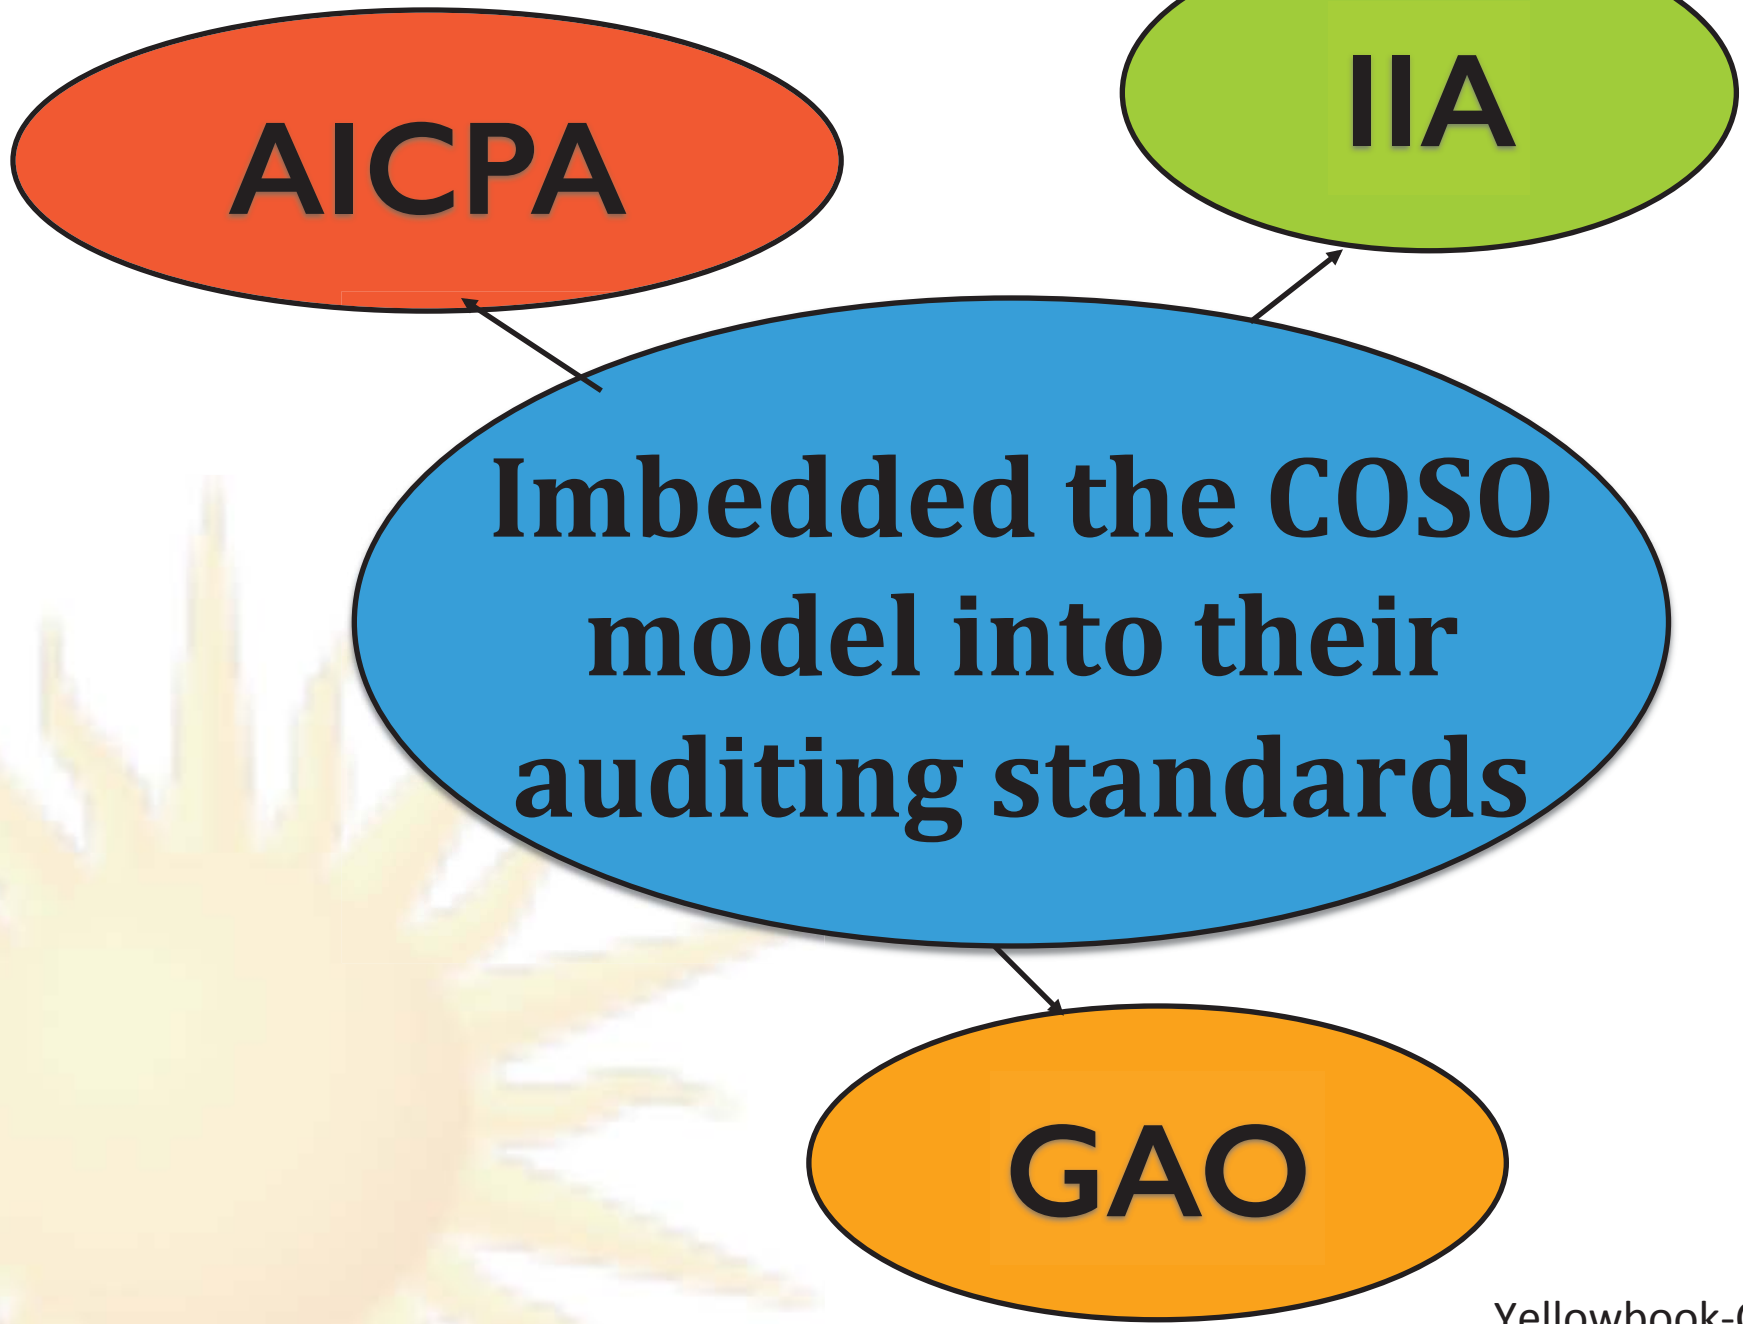 AICPA
IIA
Imbedded the COSO
model into their
auditing standards
GAO